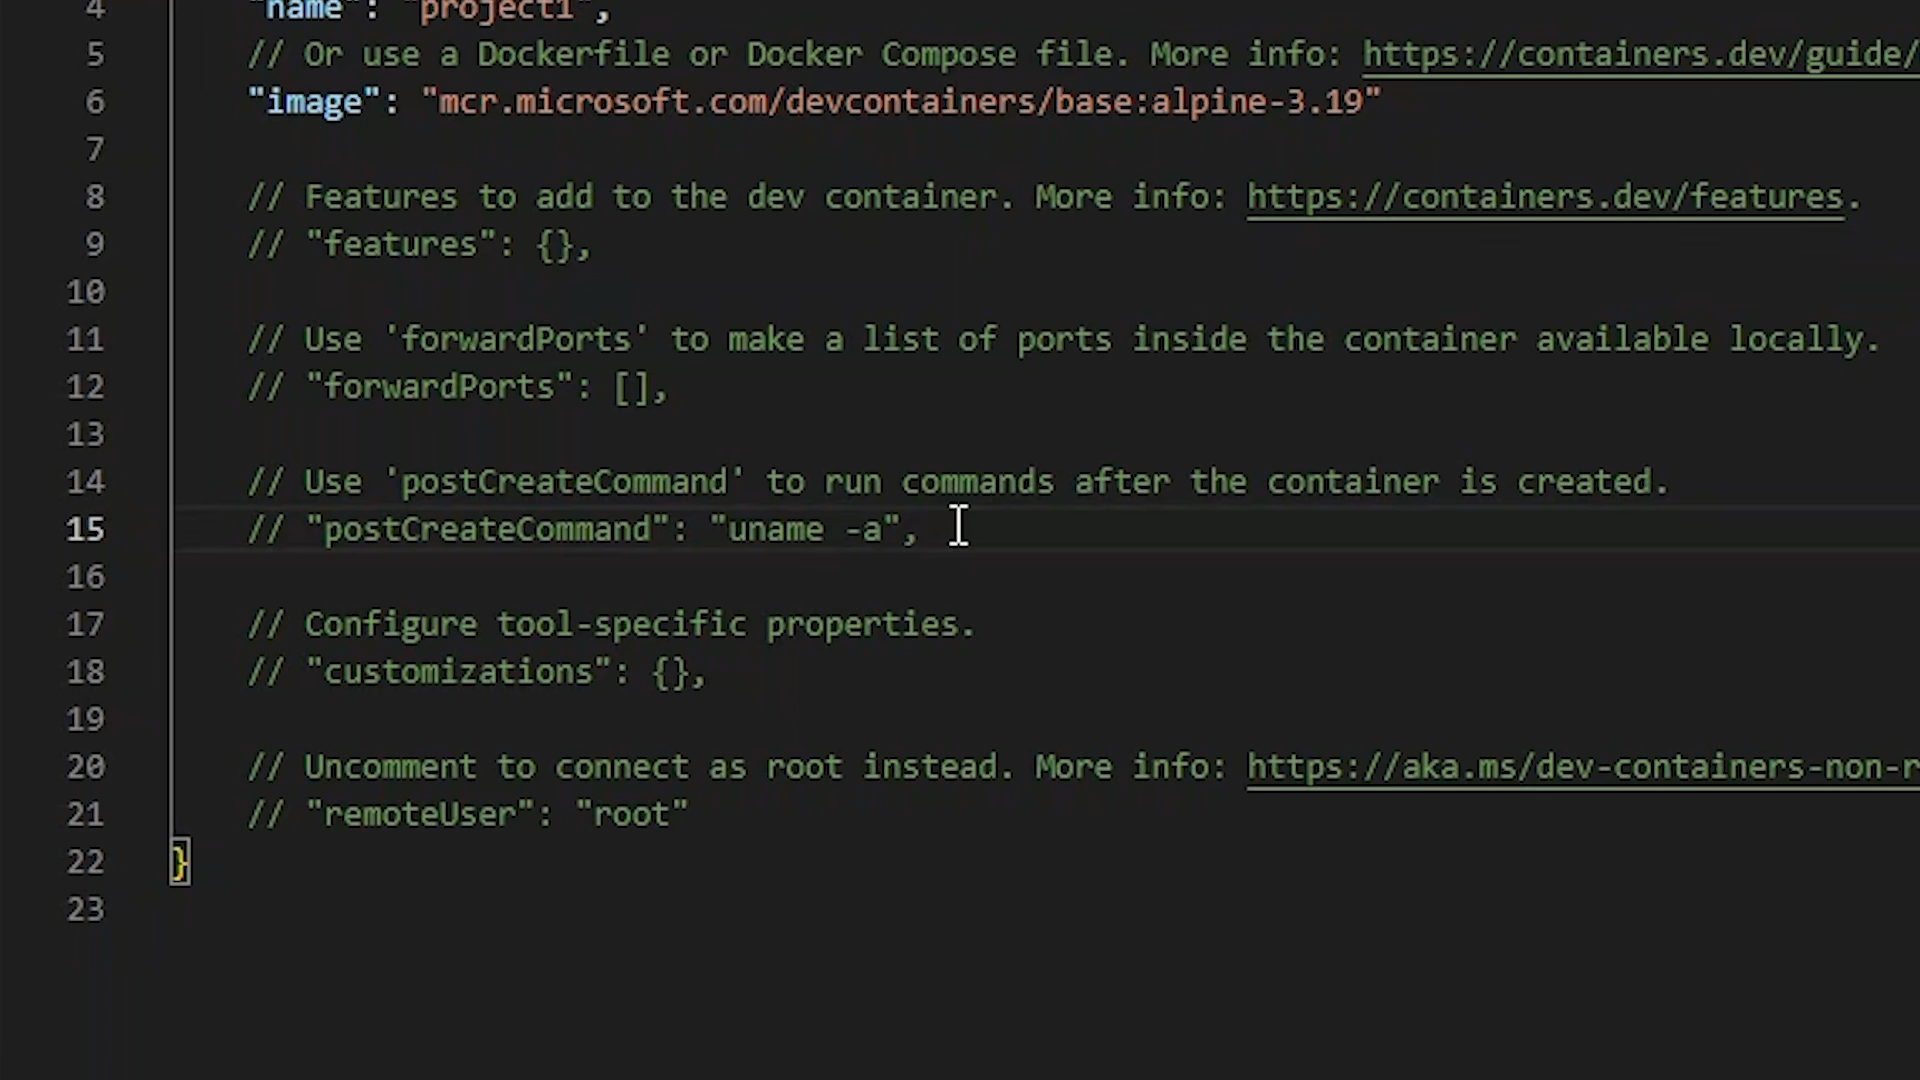 4 "name": "project1",
5 // Or use a Dockerfile or Docker Compose file. More info: https://containers.dev/guide/
6 "image": "mcr.microsoft.com/devcontainers/base:alpine-3.19"
7
8 // Features to add to the dev container. More info: https://containers.dev/features.
9 // "features": {},
10
11 // Use 'forwardPorts' to make a list of ports inside the container available locally.
12 // "forwardPorts": [],
13
14 // Use 'postCreateCommand' to run commands after the container is created.
15 // "postCreateCommand": "uname -a",
16
17 // Configure tool-specific properties.
18 // "customizations": {},
19
20 // Uncomment to connect as root instead. More info: https://aka.ms/dev-containers-non-r
21 // "remoteUser": "root"
22 }
23